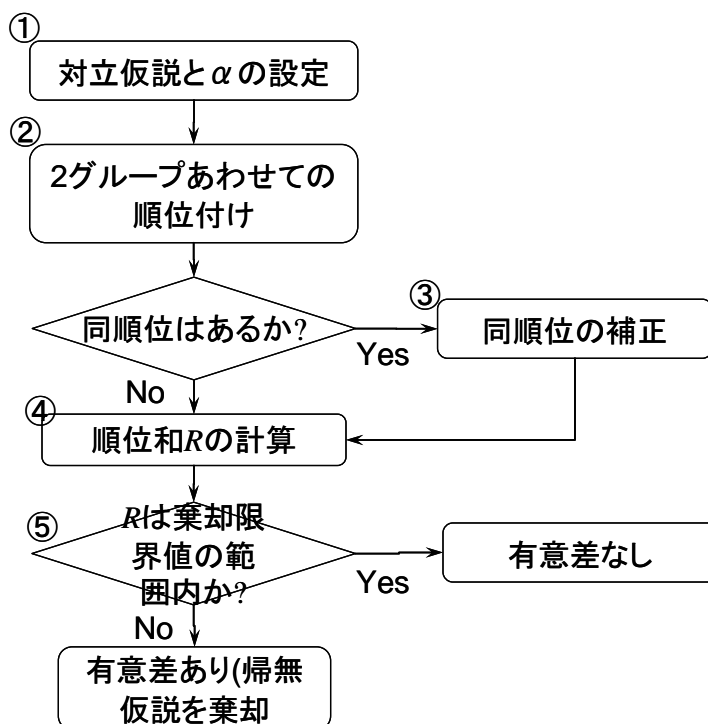 ①
対立仮説とαの設定
②
2グループあわせての
順位付け
同順位はあるか?
Yes
③
同順位の補正
No
④
順位和Rの計算
⑤
Rは棄却限
界値の範
囲内か?
Yes
有意差なし
No
有意差あり(帰無
仮説を棄却